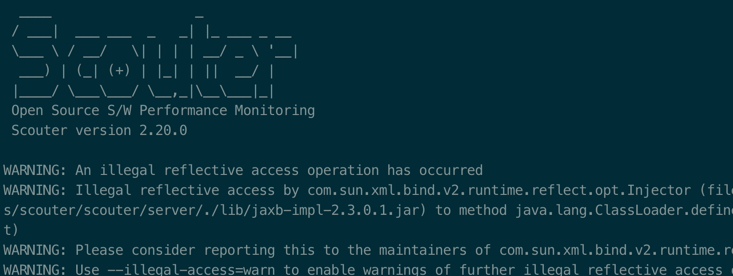 ____                  _
 / ___|  ___ ___  _   _| |_ ___ _ __
 \___ \ / __/   \| | | | __/ _ \ '__|
  ___) | (_| (+) | |_| | ||  __/ |
 |____/ \___\___/ \__,_|\__\___|_|
 Open Source S/W Performance Monitoring
 Scouter version 2.20.0

WARNING: An illegal reflective access operation has occurred
WARNING: Illegal reflective access by com.sun.xml.bind.v2.runtime.reflect.opt.Injector (fil
s/scouter/scouter/server/./lib/jaxb-impl-2.3.0.1.jar) to method java.lang.ClassLoader.defin
t)
WARNING: Please consider reporting this to the maintainers of com.sun.xml.bind.v2.runtime.r
WARNING: Use --illegal-access=warn to enable warnings of further illegal reflective access